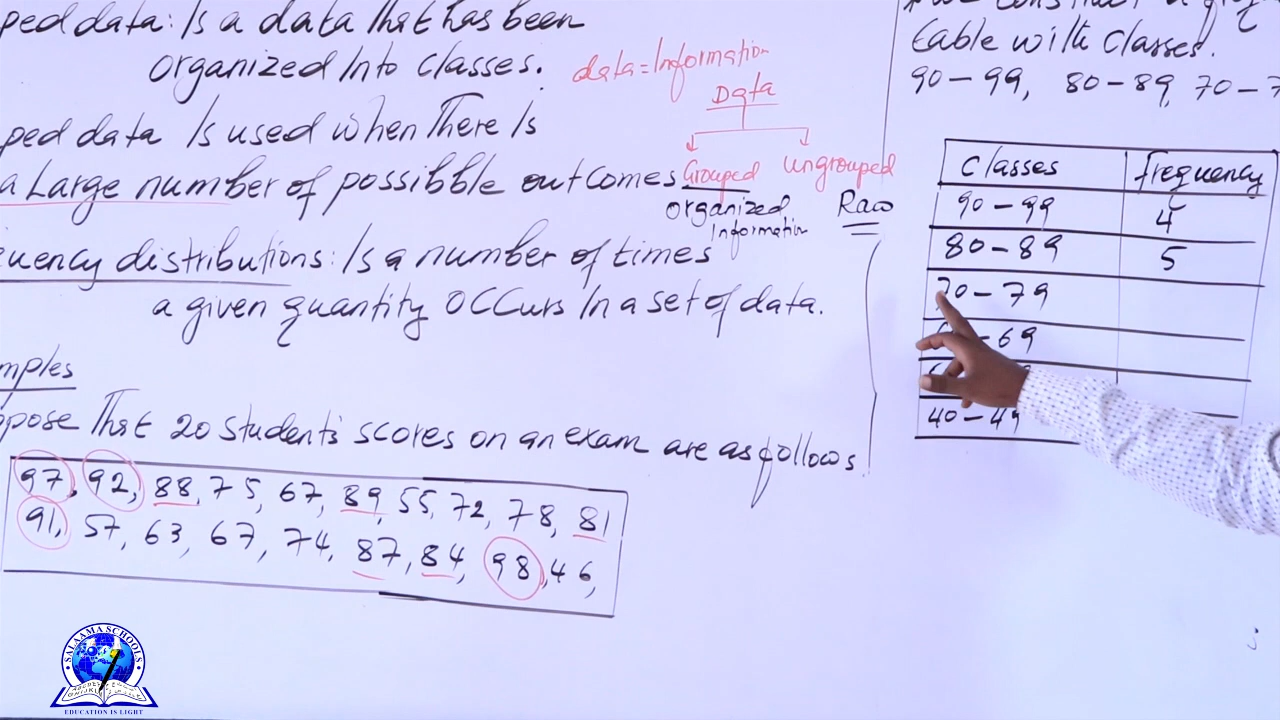 ped data: Is a data that has been
organized Into classes.
data = Information
Data
Grouped ungrouped
organized Information
Raw
ped data Is used when there Is
a Large number of possibble outcomes
uency distributions: Is a number of times
a given quantity OCCurs In a set of data.
mples
ppose That 20 student's scores on an exam are as follows
97, 92, 88, 75, 67, 89, 55, 72, 78, 81
91, 57, 63, 67, 74, 87, 84, 98, 46,
table with classes.
90 - 99, 80 - 89, 70 - 7
classes frequency
90 - 99 4
80 - 89 5
70 - 79
- 69
40 - 49
SALAAMA SCHOOLS
EDUCATION IS LIGHT